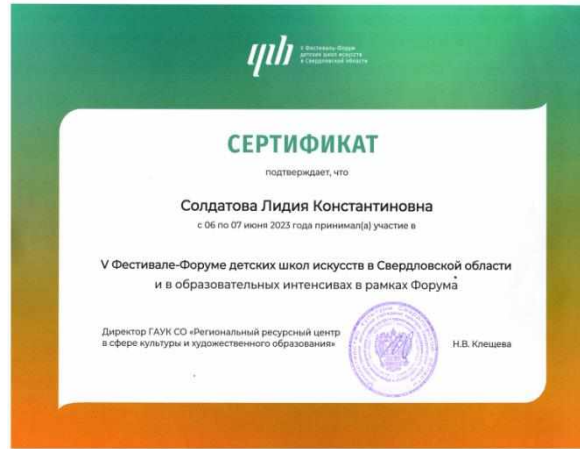 V Фестиваль-Форум
детских школ искусств
в Свердловской области
СЕРТИФИКАТ
подтверждает, что
Солдатова Лидия Константиновна
с 06 по 07 июня 2023 года принимал(а) участие в
V Фестивале-Форуме детских школ искусств в Свердловской области
и в образовательных интенсивах в рамках Форума
Директор ГАУК СО «Региональный ресурсный центр
в сфере культуры и художественного образования»
Н.В. Клещева